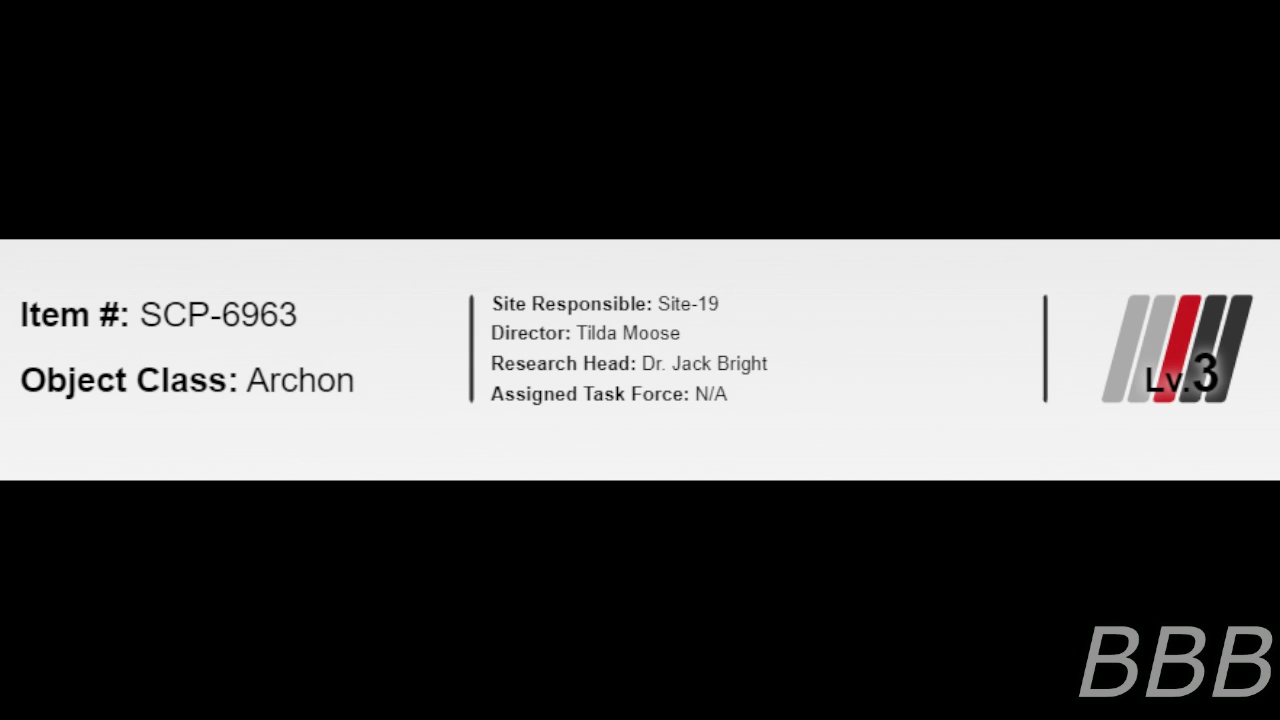 Item #: SCP-6963
Object Class: Archon
Site Responsible: Site-19
Director: Tilda Moose
Research Head: Dr. Jack Bright
Assigned Task Force: N/A
Lv.3
BBB